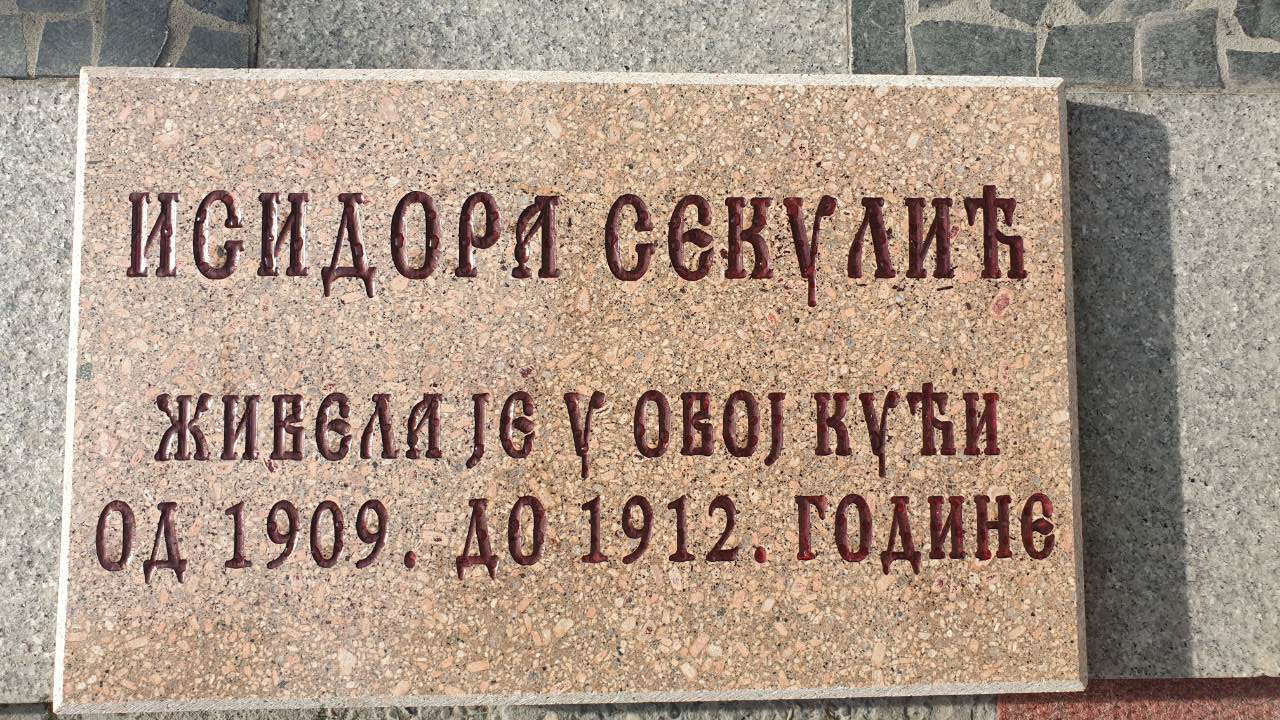 ИСИДОРА СЕКУЛИЋ
ЖИВЕЛА ЈЕ У ОВОЈ КУЋИ
ОД 1909. ДО 1912. ГОДИНЕ